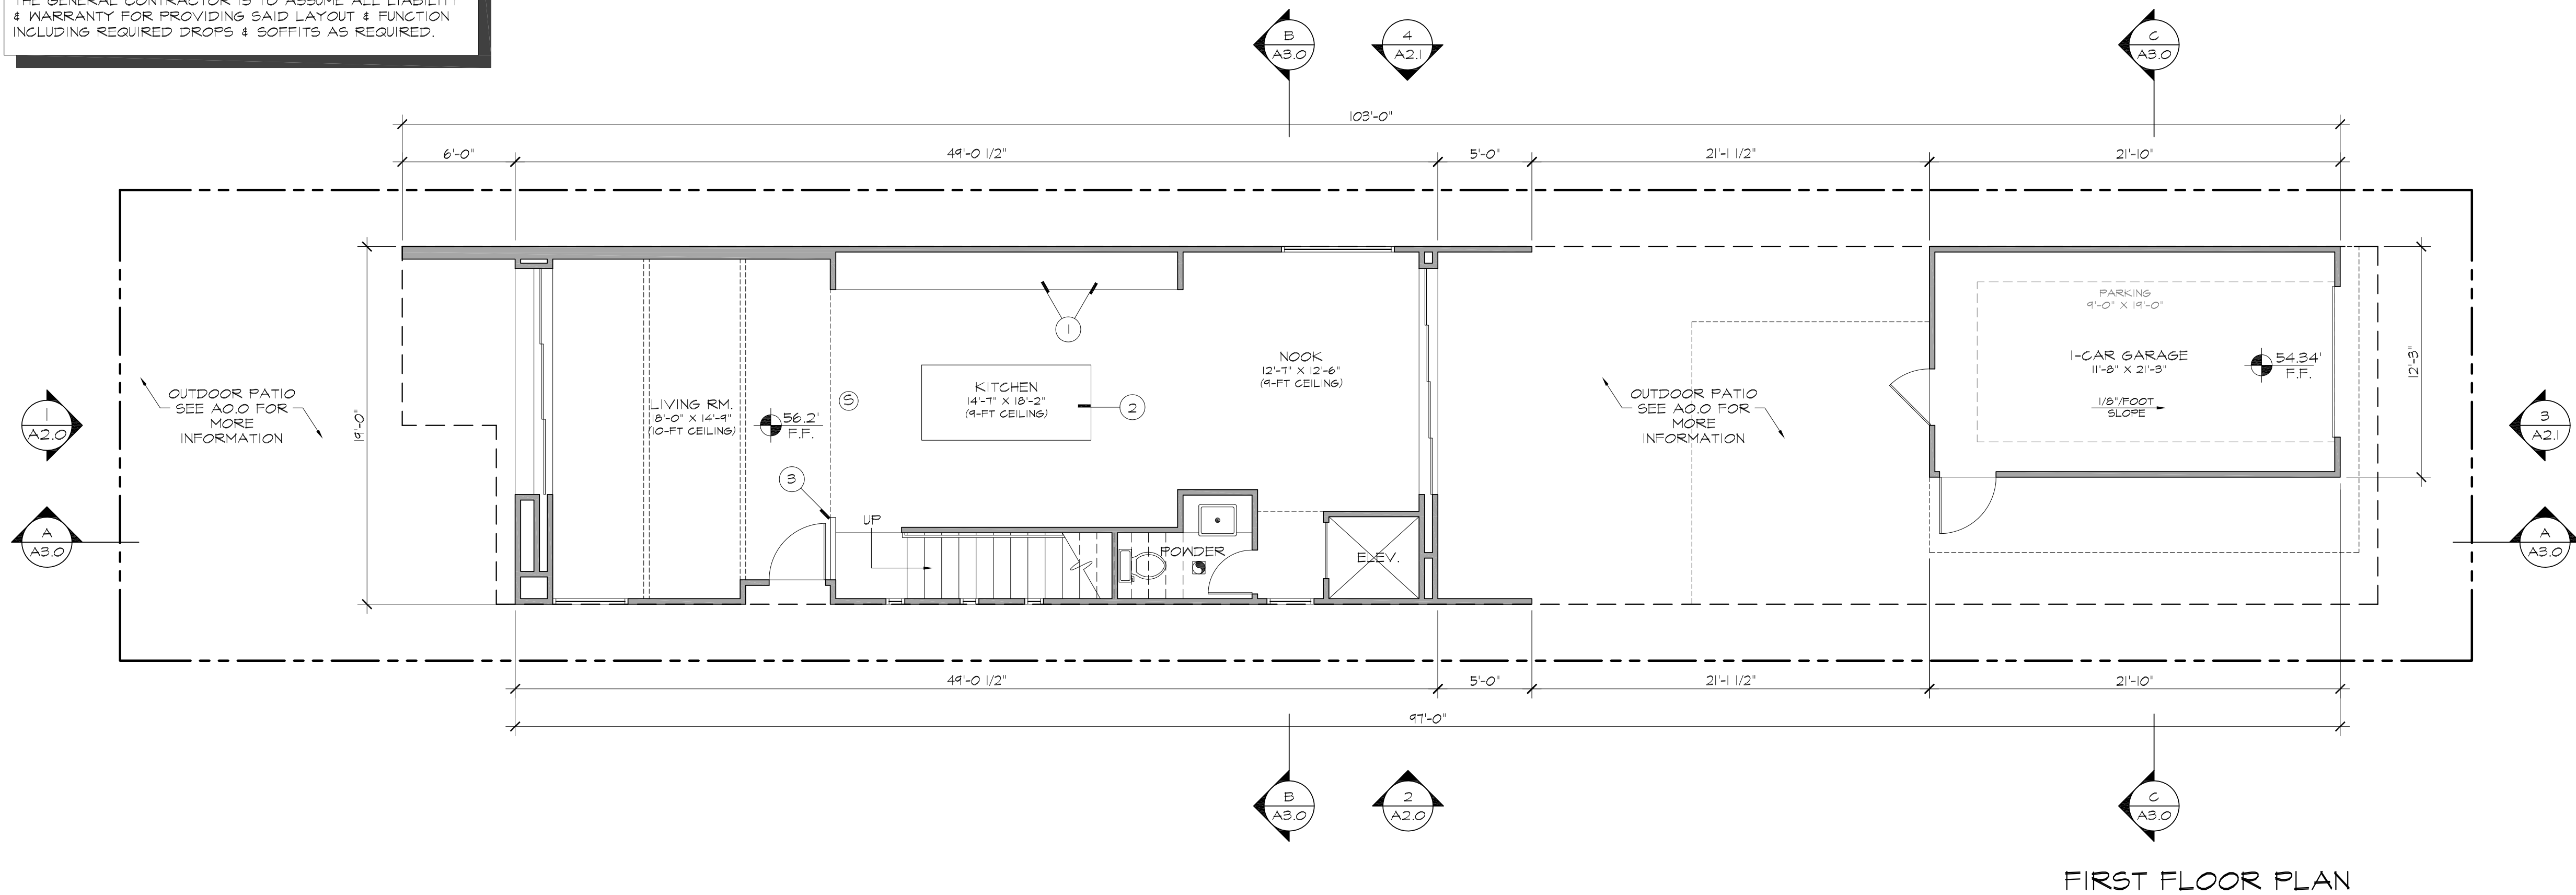 THE GENERAL CONTRACTOR IS TO ASSUME ALL LIABILITY
& WARRANTY FOR PROVIDING SAID LAYOUT & FUNCTION
INCLUDING REQUIRED DROPS & SOFFITS AS REQUIRED.
B
A3.0
4
A2.1
C
A3.0
103'-0"
6'-0"
49'-0 1/2"
5'-0"
21'-1 1/2"
21'-10"
PARKING
9'-0" X 19'-0"
1
NOOK
12'-7" X 12'-6"
(9-FT CEILING)
1-CAR GARAGE
11'-8" X 21'-3"
54.34'
F.F.
12'-3"
1/8"/FOOT
SLOPE
KITCHEN
14'-7" X 18'-2"
(9-FT CEILING)
2
S
LIVING RM.
18'-0" X 14'-9"
(10-FT CEILING)
56.2'
F.F.
19'-0"
OUTDOOR PATIO
SEE A0.0 FOR
MORE
INFORMATION
OUTDOOR PATIO
SEE A0.0 FOR
MORE
INFORMATION
1
A2.0
3
A2.1
3
UP
POWDER
ELEV.
A
A3.0
A
A3.0
49'-0 1/2"
5'-0"
21'-1 1/2"
21'-10"
97'-0"
B
A3.0
2
A2.0
C
A3.0
FIRST FLOOR PLAN